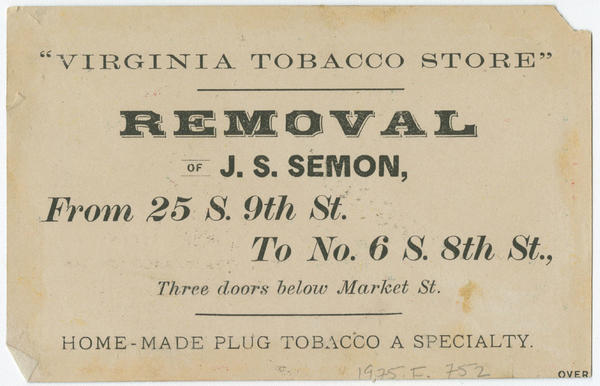 "VIRGINIA TOBACCO STORE"
REMOVAL
OF J. S. SEMON,
From 25 S. 9th St.
To No. 6 S. 8th St.,
Three doors below Market St.
HOME-MADE PLUG TOBACCO A SPECIALTY.
1975. F. 752
OVER